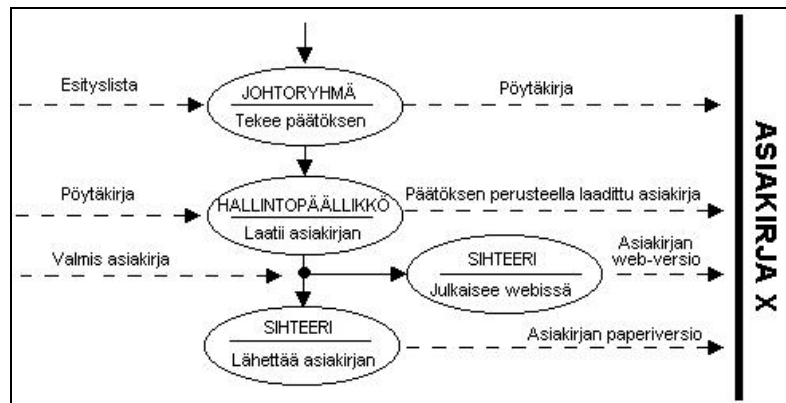 Esityslista
JOHTORYHMÄ
Tekee päätöksen
Pöytäkirja
Pöytäkirja
HALLINTOPÄÄLLIKKÖ
Laatii asiakirjan
Päätöksen perusteella laadittu asiakirja
Valmis asiakirja
SIHTEERI
Julkaisee webissä
Asiakirjan
web-versio
SIHTEERI
Lähettää asiakirjan
Asiakirjan paperiversio
ASIAKIRJA X